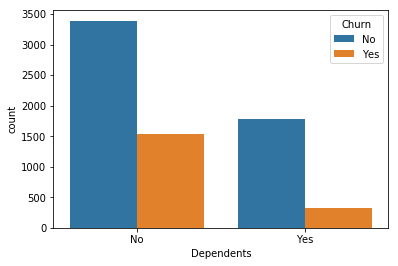 3500
3000
2500
2000
1500
1000
500
0
count
No
Yes
Dependents
Churn
No
Yes